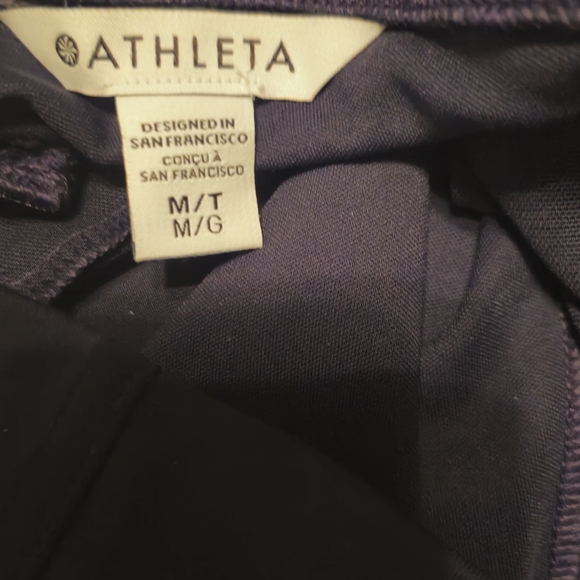 ATHLETA
DESIGNED IN
SAN FRANCISCO
CONÇU À
SAN FRANCISCO
M/T
M/G